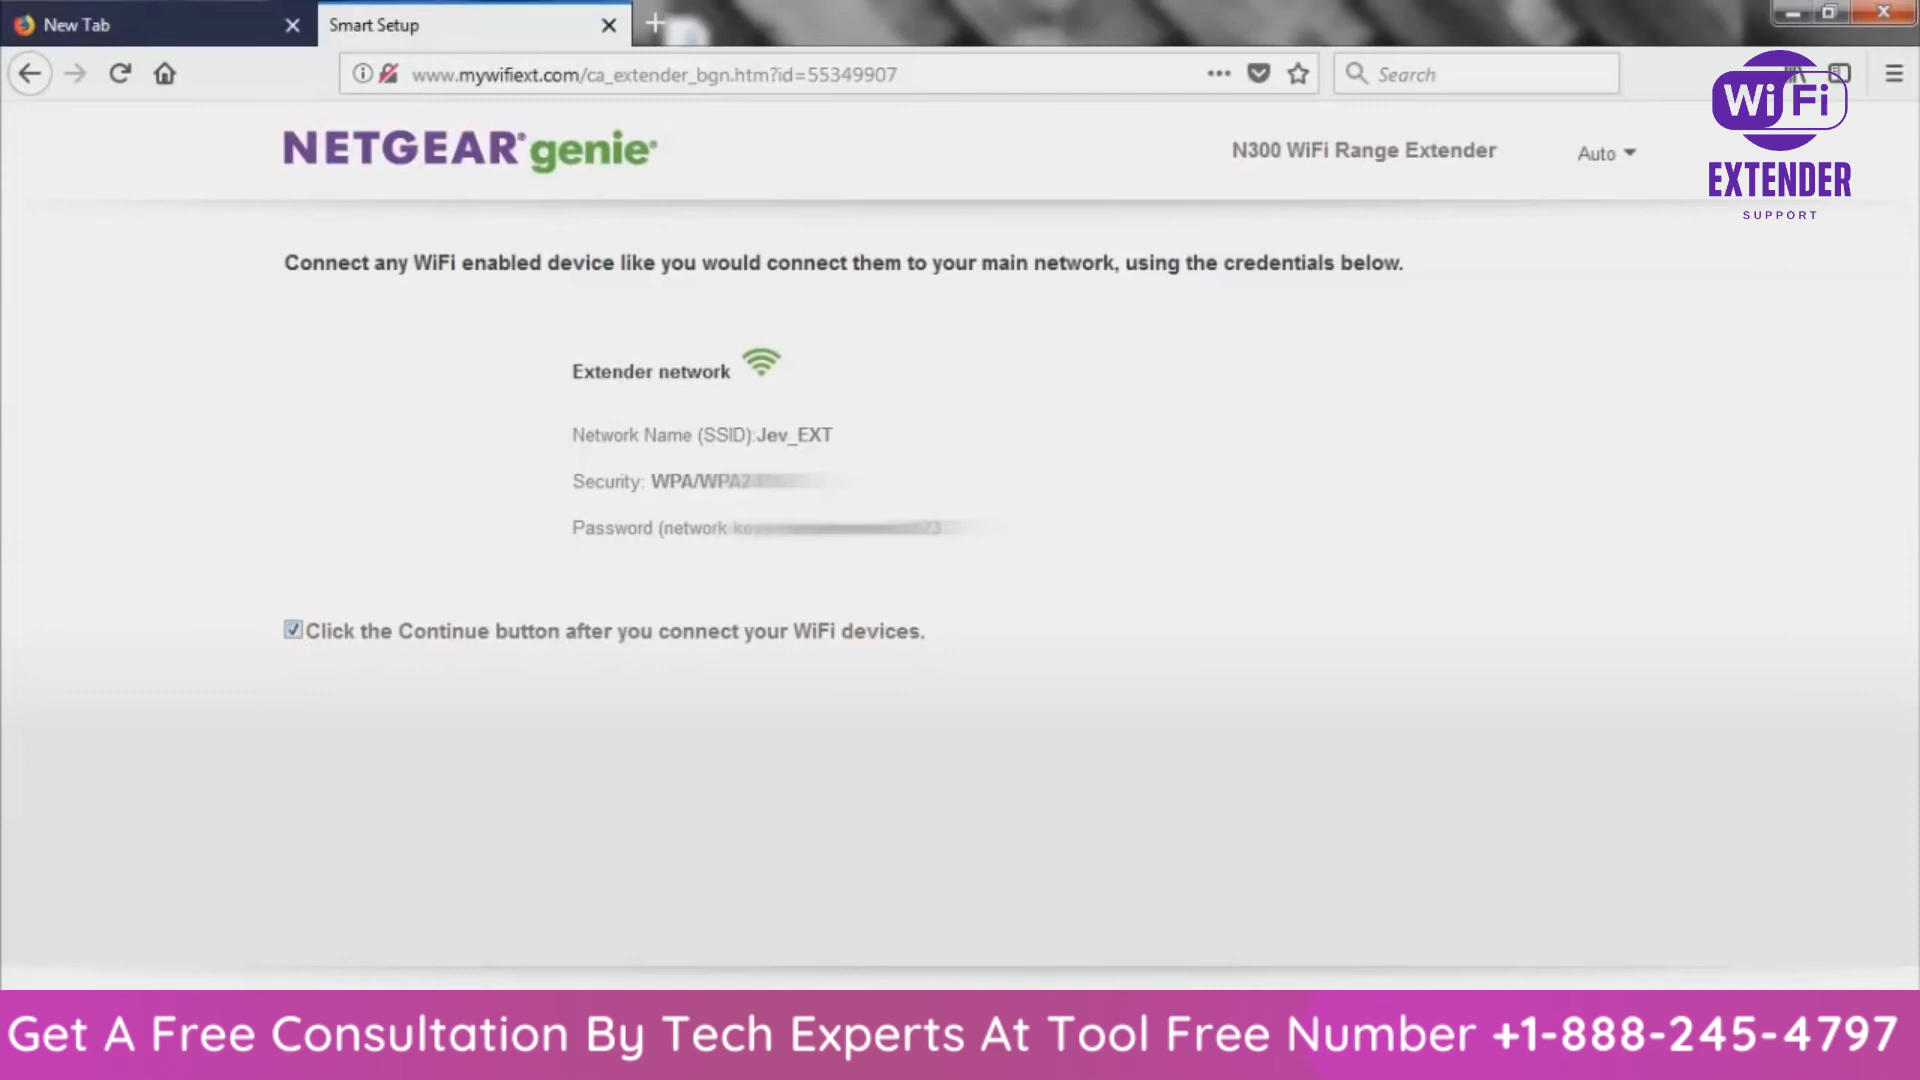 New Tab
Smart Setup
www.mywifiext.com/ca_extender_bgn.htm?id=55349907
Search
NETGEAR® genie®
N300 WiFi Range Extender
Auto
WiFi
EXTENDER
SUPPORT
Connect any WiFi enabled device like you would connect them to your main network, using the credentials below.
Extender network
Network Name (SSID):Jev_EXT
Security: WPA/WPA2
Password (network
Click the Continue button after you connect your WiFi devices.
Get A Free Consultation By Tech Experts At Tool Free Number +1-888-245-4797